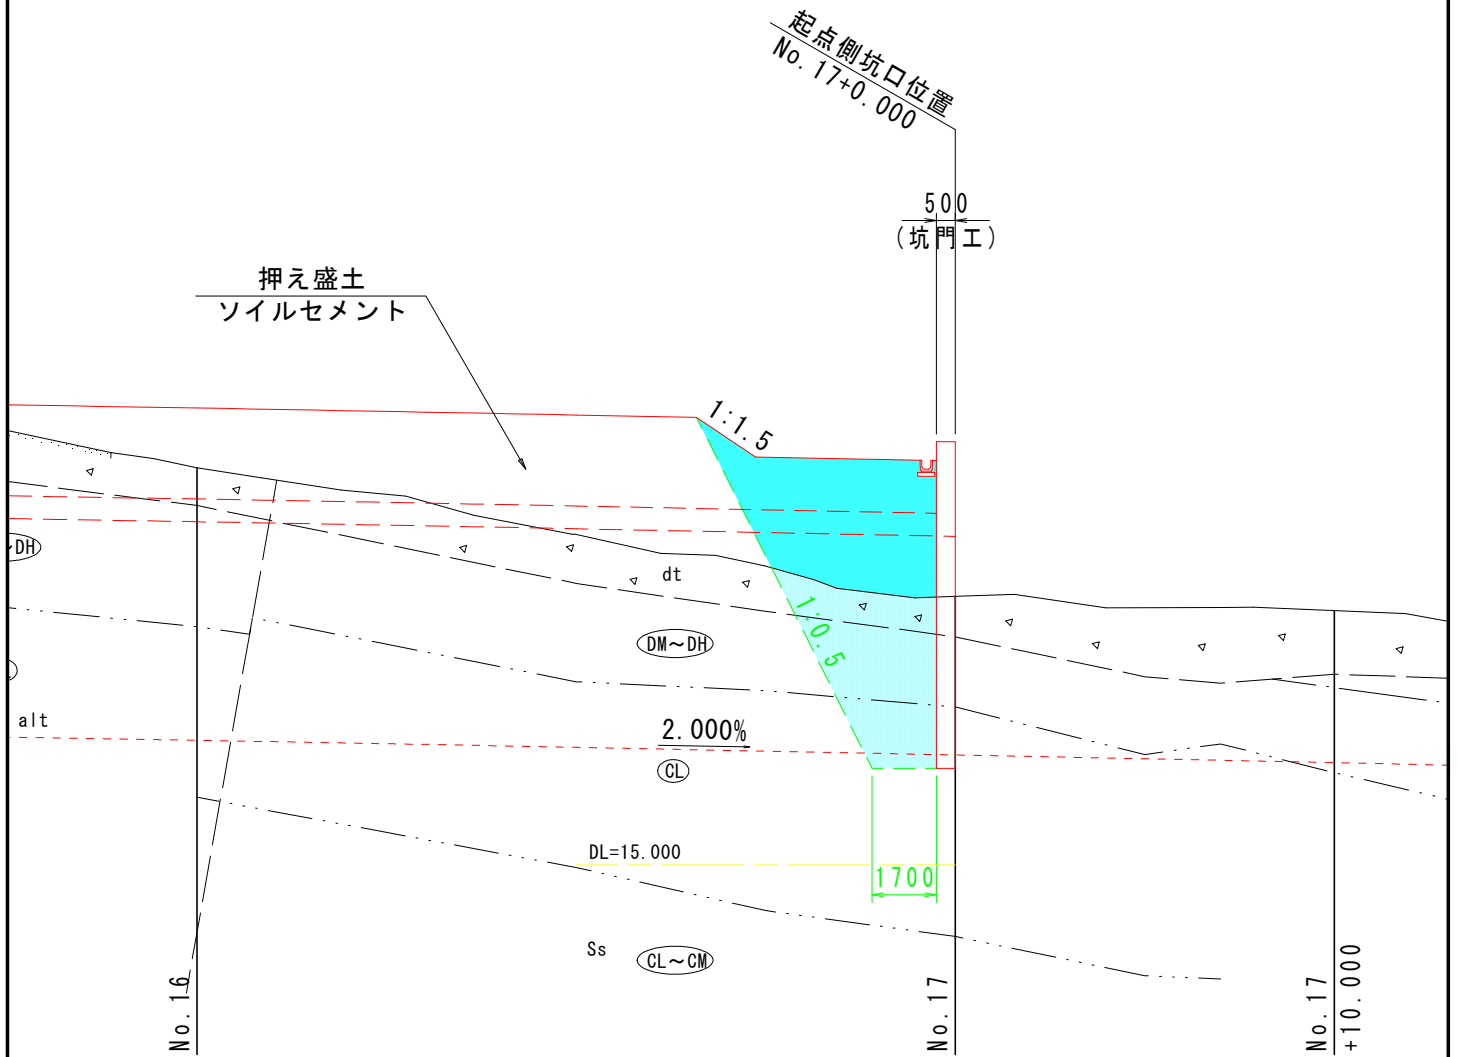 起点側坑口位置
No.17+0.000
500
(坑門工)
押え盛土
ソイルセメント
1:1.5
DH
dt
1:0.5
DM～DH
alt
2.000%
CL
DL=15.000
1700
Ss
CL～CM
No.16
No.17
No.17
+10.000